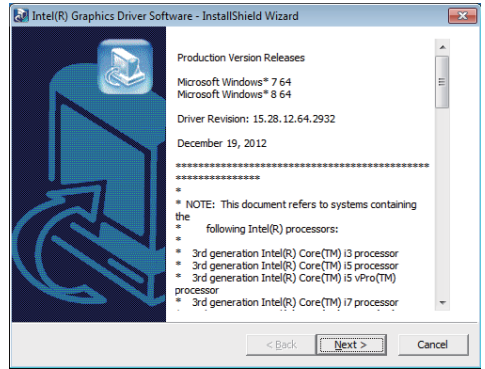 Intel(R) Graphics Driver Software - InstallShield Wizard
Production Version Releases
Microsoft Windows* 7 64
Microsoft Windows* 8 64
Driver Revision: 15.28.12.64.2932
December 19, 2012
********************************************
***************
*
* NOTE: This document refers to systems containing
the
* following Intel(R) processors:
*
* 3rd generation Intel(R) Core(TM) i3 processor
* 3rd generation Intel(R) Core(TM) i5 processor
* 3rd generation Intel(R) Core(TM) i5 vPro(TM)
processor
* 3rd generation Intel(R) Core(TM) i7 processor
< Back
Next >
Cancel